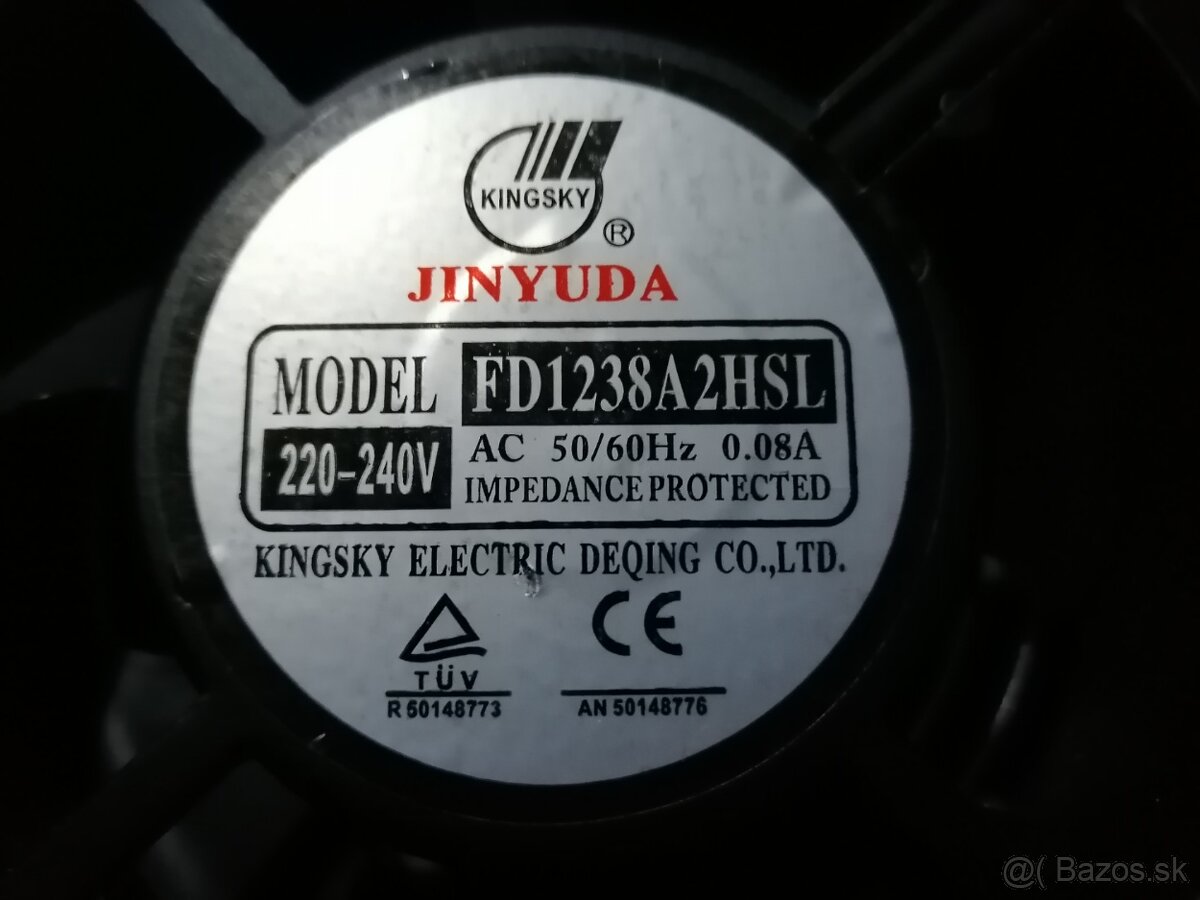 KINGSKY
®
JINYUDA
MODEL FD1238A2HSL
220-240V AC 50/60Hz 0.08A
IMPEDANCE PROTECTED
KINGSKY ELECTRIC DEQING CO.,LTD.
CE
TÜV
R 50148773 AN 50148776
@( Bazos.sk